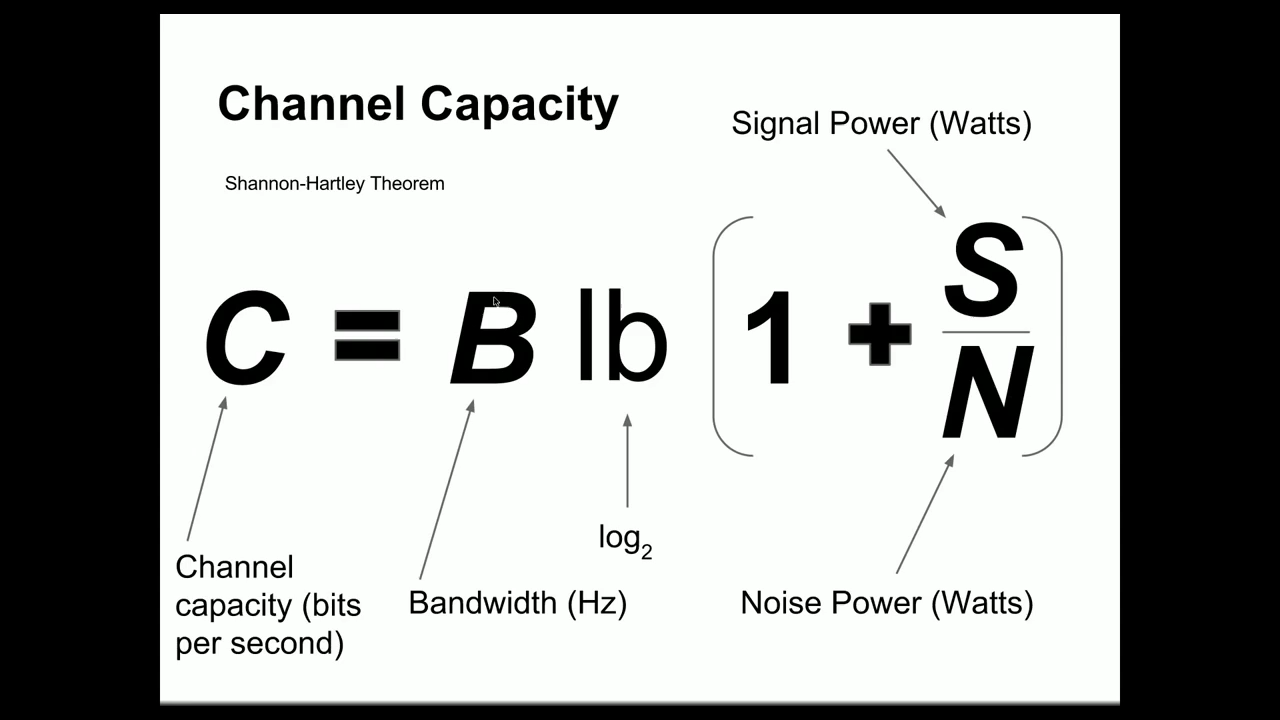 Channel Capacity
Signal Power (Watts)
Shannon-Hartley Theorem
C = B lb (1 + S/N)
log₂
Channel
capacity (bits
per second)
Bandwidth (Hz)
Noise Power (Watts)